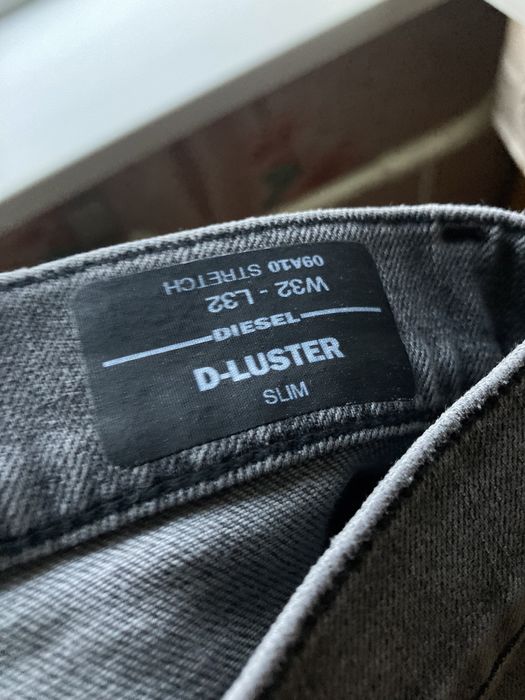 09A10 STRETCH
W32 - L32
DIESEL
D-LUSTER
SLIM